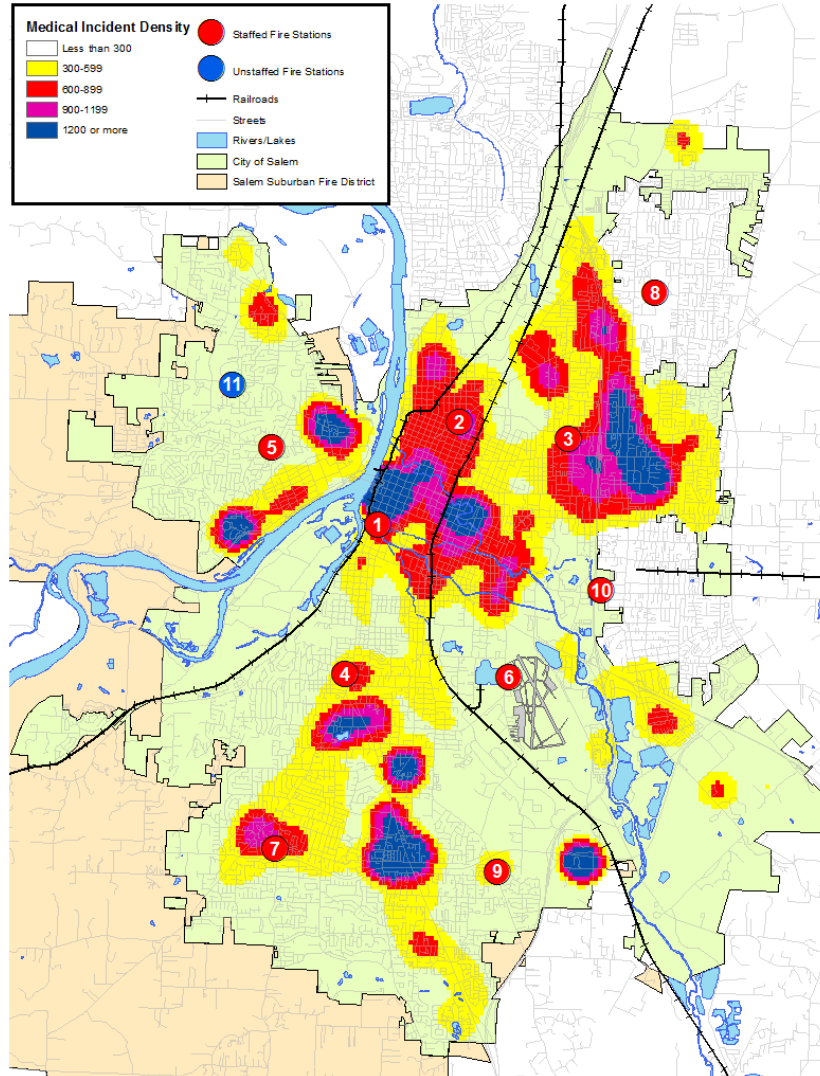 Medical Incident Density
Less than 300
300-599
600-899
900-1199
1200 or more
Staffed Fire Stations
Unstaffed Fire Stations
Railroads
Streets
Rivers/Lakes
City of Salem
Salem Suburban Fire District
8
11
2
3
5
1
10
4
6
7
9